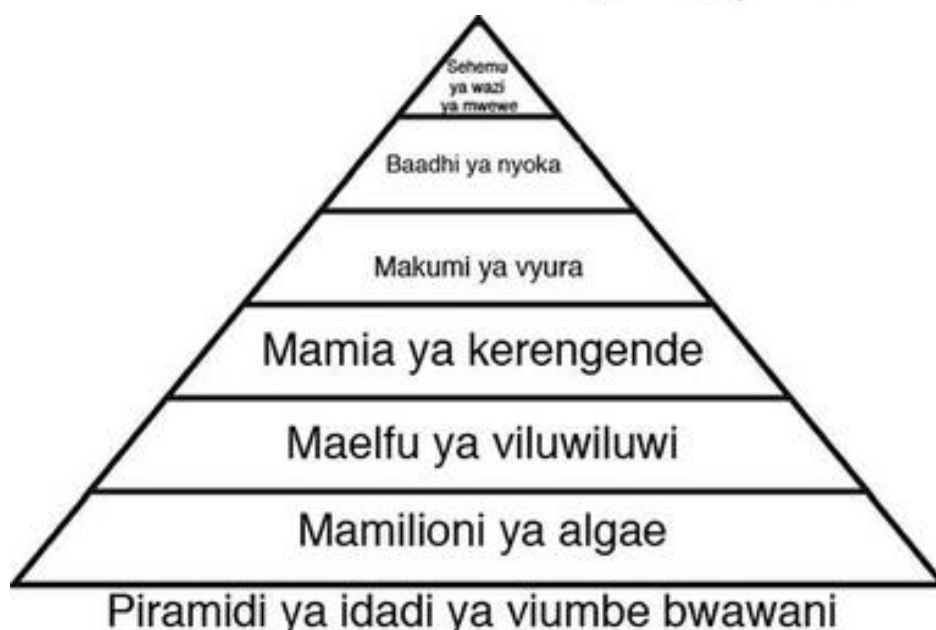 Sehemu
ya wazi
ya mwewe
Baadhi ya nyoka
Makumi ya vyura
Mamia ya kerengende
Maelfu ya viluwiluwi
Mamilioni ya algae
Piramidi ya idadi ya viumbe bwawani